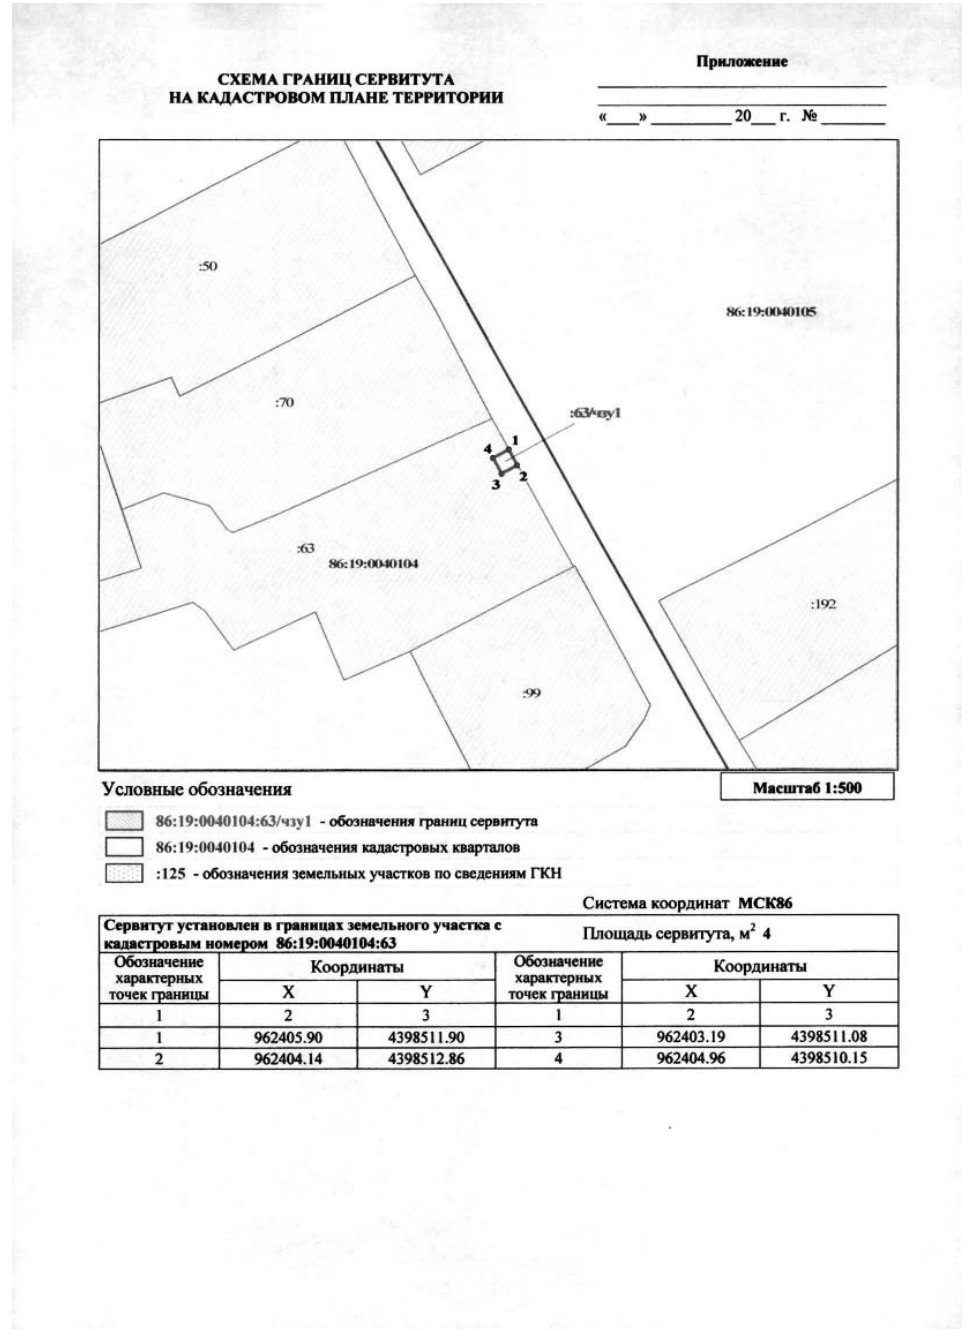 Приложение
СХЕМА ГРАНИЦ СЕРВИТУТА
НА КАДАСТРОВОМ ПЛАНЕ ТЕРРИТОРИИ
«____» ____________ 20___ г. № _________
:50
86:19:0040105
:70
:63/чзу1
1
4
2
3
:63
86:19:0040104
:192
:99
Условные обозначения
Масштаб 1:500
86:19:0040104:63/чзу1 - обозначения границ сервитута
86:19:0040104 - обозначения кадастровых кварталов
:125 - обозначения земельных участков по сведениям ГКН
Система координат МСК86
Сервитут установлен в границах земельного участка с
кадастровым номером 86:19:0040104:63
Площадь сервитута, м2 4
Обозначение
характерных
точек границы
Координаты
Обозначение
характерных
точек границы
Координаты
X Y X Y
1 2 3 1 2 3
1 962405.90 4398511.90 3 962403.19 4398511.08
2 962404.14 4398512.86 4 962404.96 4398510.15